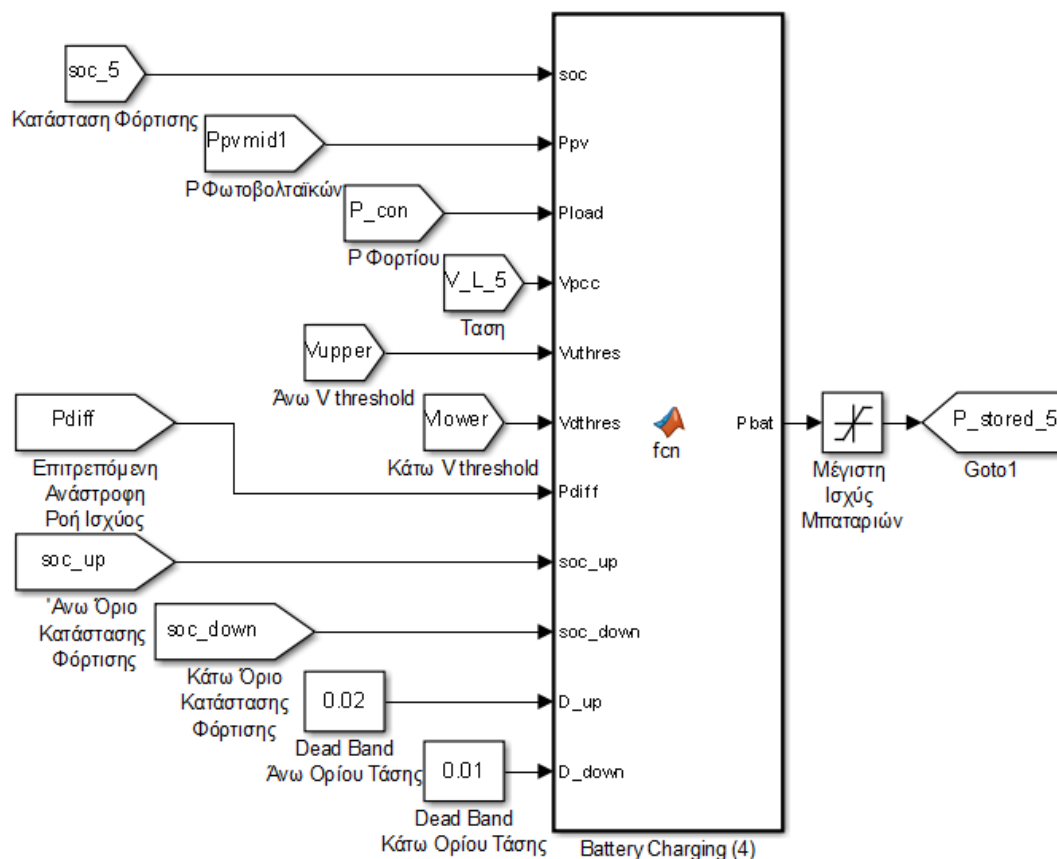 soc_5
Κατάσταση Φόρτισης
soc
Ppvmid1
P Φωτοβολταϊκών
Ppv
P_con
P Φορτίου
Pload
V_L_5
Ταση
Vpcc
Vupper
Άνω V threshold
Vuthres
Vlower
Κάτω V threshold
Vdthres
fcn
Pbat
Μέγιστη
Ισχύς
Μπαταριών
P_stored_5
Goto1
Pdiff
Επιτρεπόμενη
Ανάστροφη
Ροή Ισχύος
Pdiff
soc_up
'Ανω Όριο
Κατάστασης
Φόρτισης
soc_up
soc_down
Κάτω Όριο
Κατάστασης
Φόρτισης
soc_down
0.02
Dead Band
Άνω Ορίου Τάσης
D_up
0.01
Dead Band
Κάτω Ορίου Τάσης
D_down
Battery Charging (4)